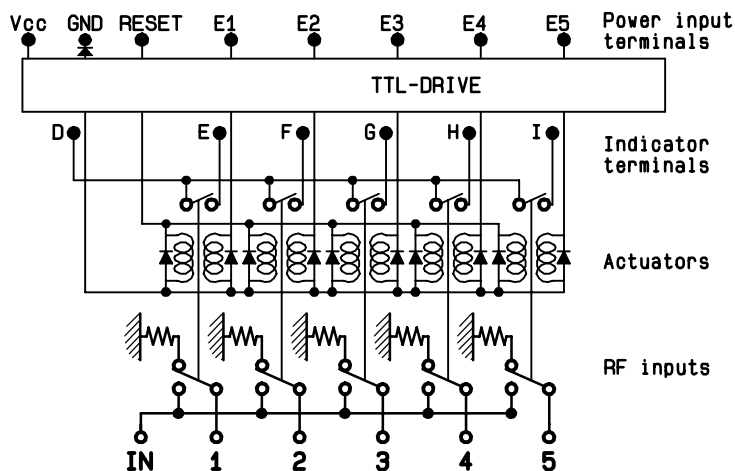 Vcc GND RESET E1 E2 E3 E4 E5
Power input
terminals
TTL-DRIVE
D E F G H I
Indicator
terminals
Actuators
RF inputs
IN 1 2 3 4 5